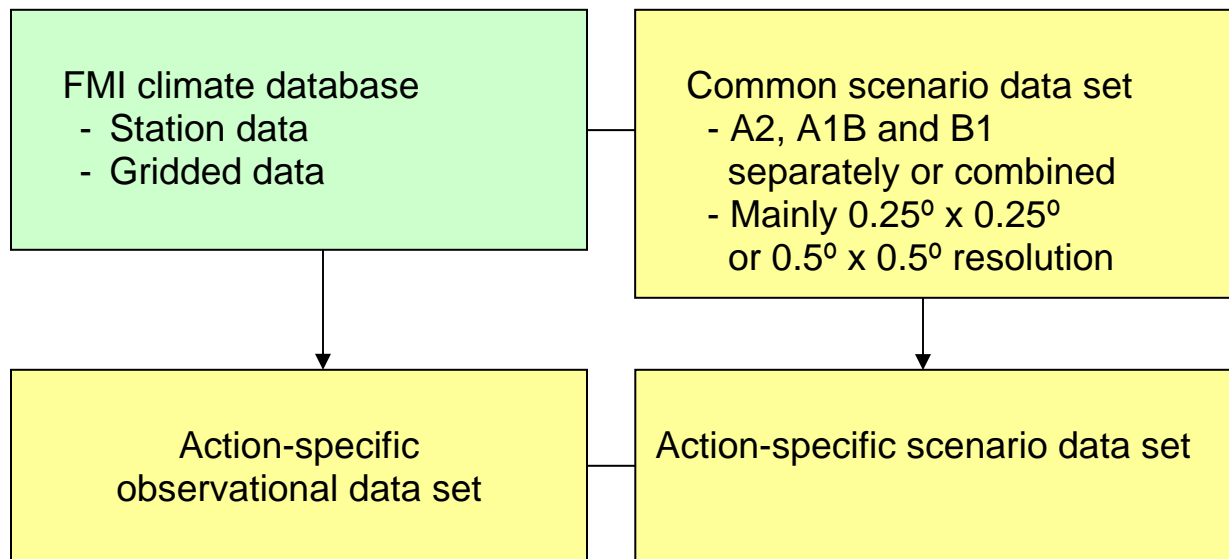 FMI climate database
- Station data
- Gridded data
Common scenario data set
- A2, A1B and B1
separately or combined
- Mainly 0.25º x 0.25º
or 0.5º x 0.5º resolution
Action-specific
observational data set
Action-specific scenario data set